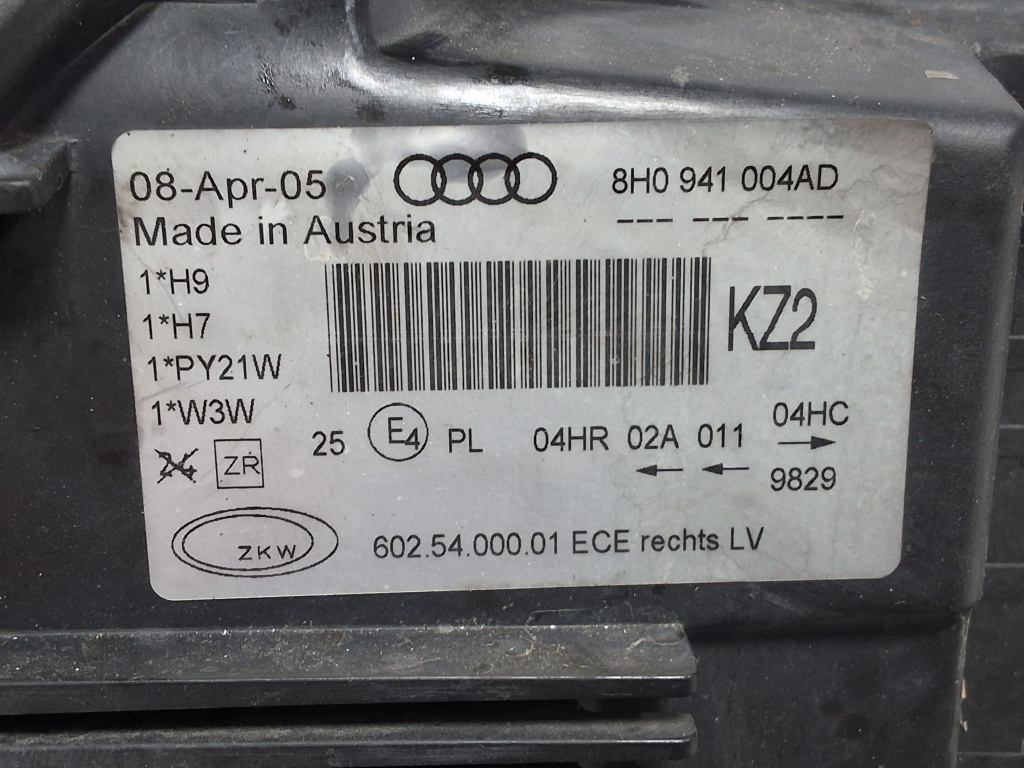 08-Apr-05 8H0 941 004AD
Made in Austria --- --- ----
1*H9
1*H7
KZ2
1*PY21W
1*W3W
25 E4 PL 04HR 02A 011 04HC
← ← →
ZR
9829
ZKW 602.54.000.01 ECE rechts LV